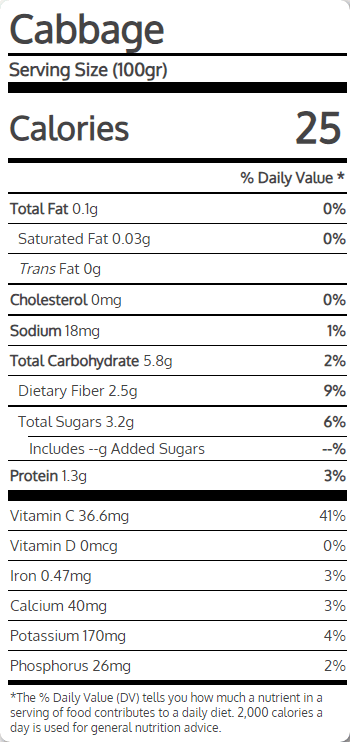 Cabbage
Serving Size (100gr)
Calories 25
% Daily Value *
Total Fat 0.1g 0%
Saturated Fat 0.03g 0%
Trans Fat 0g
Cholesterol 0mg 0%
Sodium 18mg 1%
Total Carbohydrate 5.8g 2%
Dietary Fiber 2.5g 9%
Total Sugars 3.2g 6%
Includes --g Added Sugars --%
Protein 1.3g 3%
Vitamin C 36.6mg 41%
Vitamin D 0mcg 0%
Iron 0.47mg 3%
Calcium 40mg 3%
Potassium 170mg 4%
Phosphorus 26mg 2%
*The % Daily Value (DV) tells you how much a nutrient in a
serving of food contributes to a daily diet. 2,000 calories a
day is used for general nutrition advice.